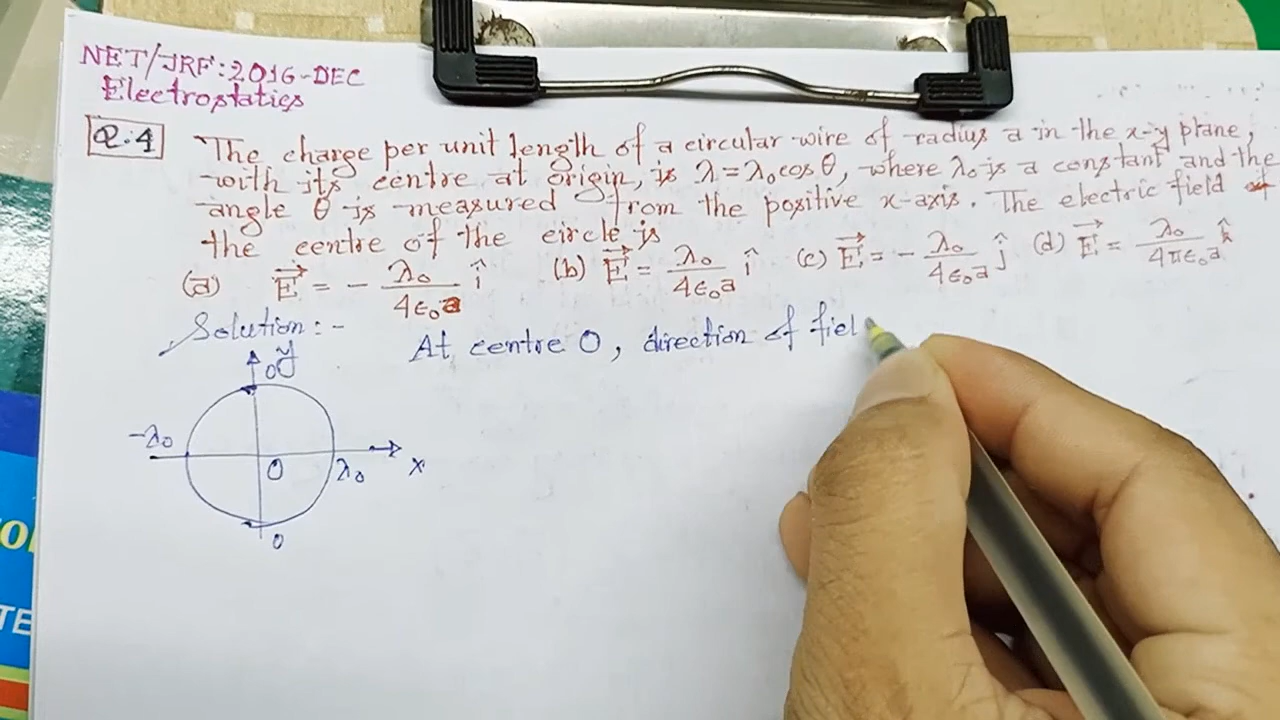 NET/JRF:2016-DEC
Electrostatics
Q.4 The charge per unit length of a circular wire of radius a in the x-y plane,
with its centre at origin, is λ=λ₀cosθ, where λ₀ is a constant and the
angle θ is measured from the positive x-axis. The electric field at
the centre of the circle is
(a) E⃗ = - λ₀/4ϵ₀a î (b) E⃗ = λ₀/4ϵ₀a î (c) E⃗ = - λ₀/4ϵ₀a ĵ (d) E⃗ = λ₀/4πϵ₀a k̂
Solution:- At centre O, direction of fiel
0 y
-λ₀ O λ₀ x
0